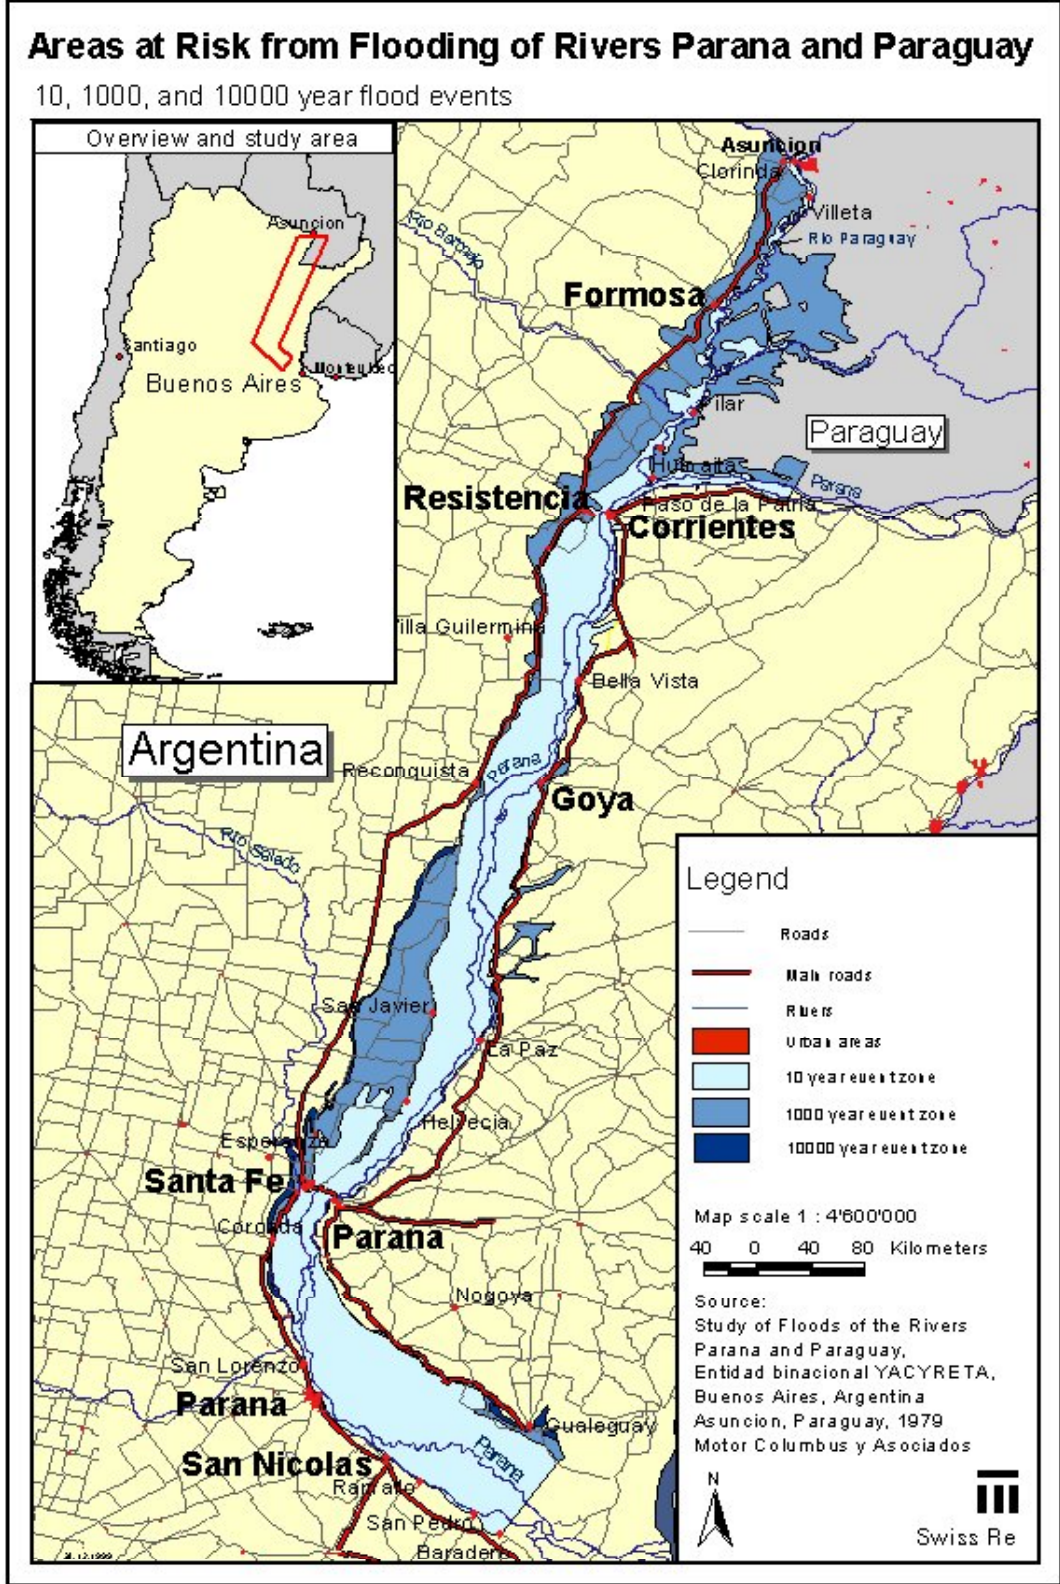 Areas at Risk from Flooding of Rivers Parana and Paraguay
10, 1000, and 10000 year flood events
Overview and study area
Asuncion
Santiago
Montevideo
Buenos Aires
Asuncion
Clorinda
Villeta
Rio Paraguay
Rio Bermejo
Formosa
Pilar
Paraguay
Humaita
Parana
Resistencia
Paso de la Patria
Corrientes
Villa Guilermina
Bella Vista
Argentina
Parana
Reconquista
Goya
Rio Salado
San Javier
La Paz
Helvecia
Esperanza
Santa Fe
Coronda
Parana
Nogoya
San Lorenzo
Parana
Gualeguay
Parana
San Nicolas
Ramallo
San Pedro
Baradero
Legend
Roads
Main roads
Rivers
Urban areas
10 year event zone
1000 year event zone
10000 year event zone
Map scale 1 : 4'600'000
40 0 40 80 Kilometers
Source:
Study of Floods of the Rivers
Parana and Paraguay,
Entidad binacional YACYRETA,
Buenos Aires, Argentina
Asuncion, Paraguay, 1979
Motor Columbus y Asociados
N
Swiss Re